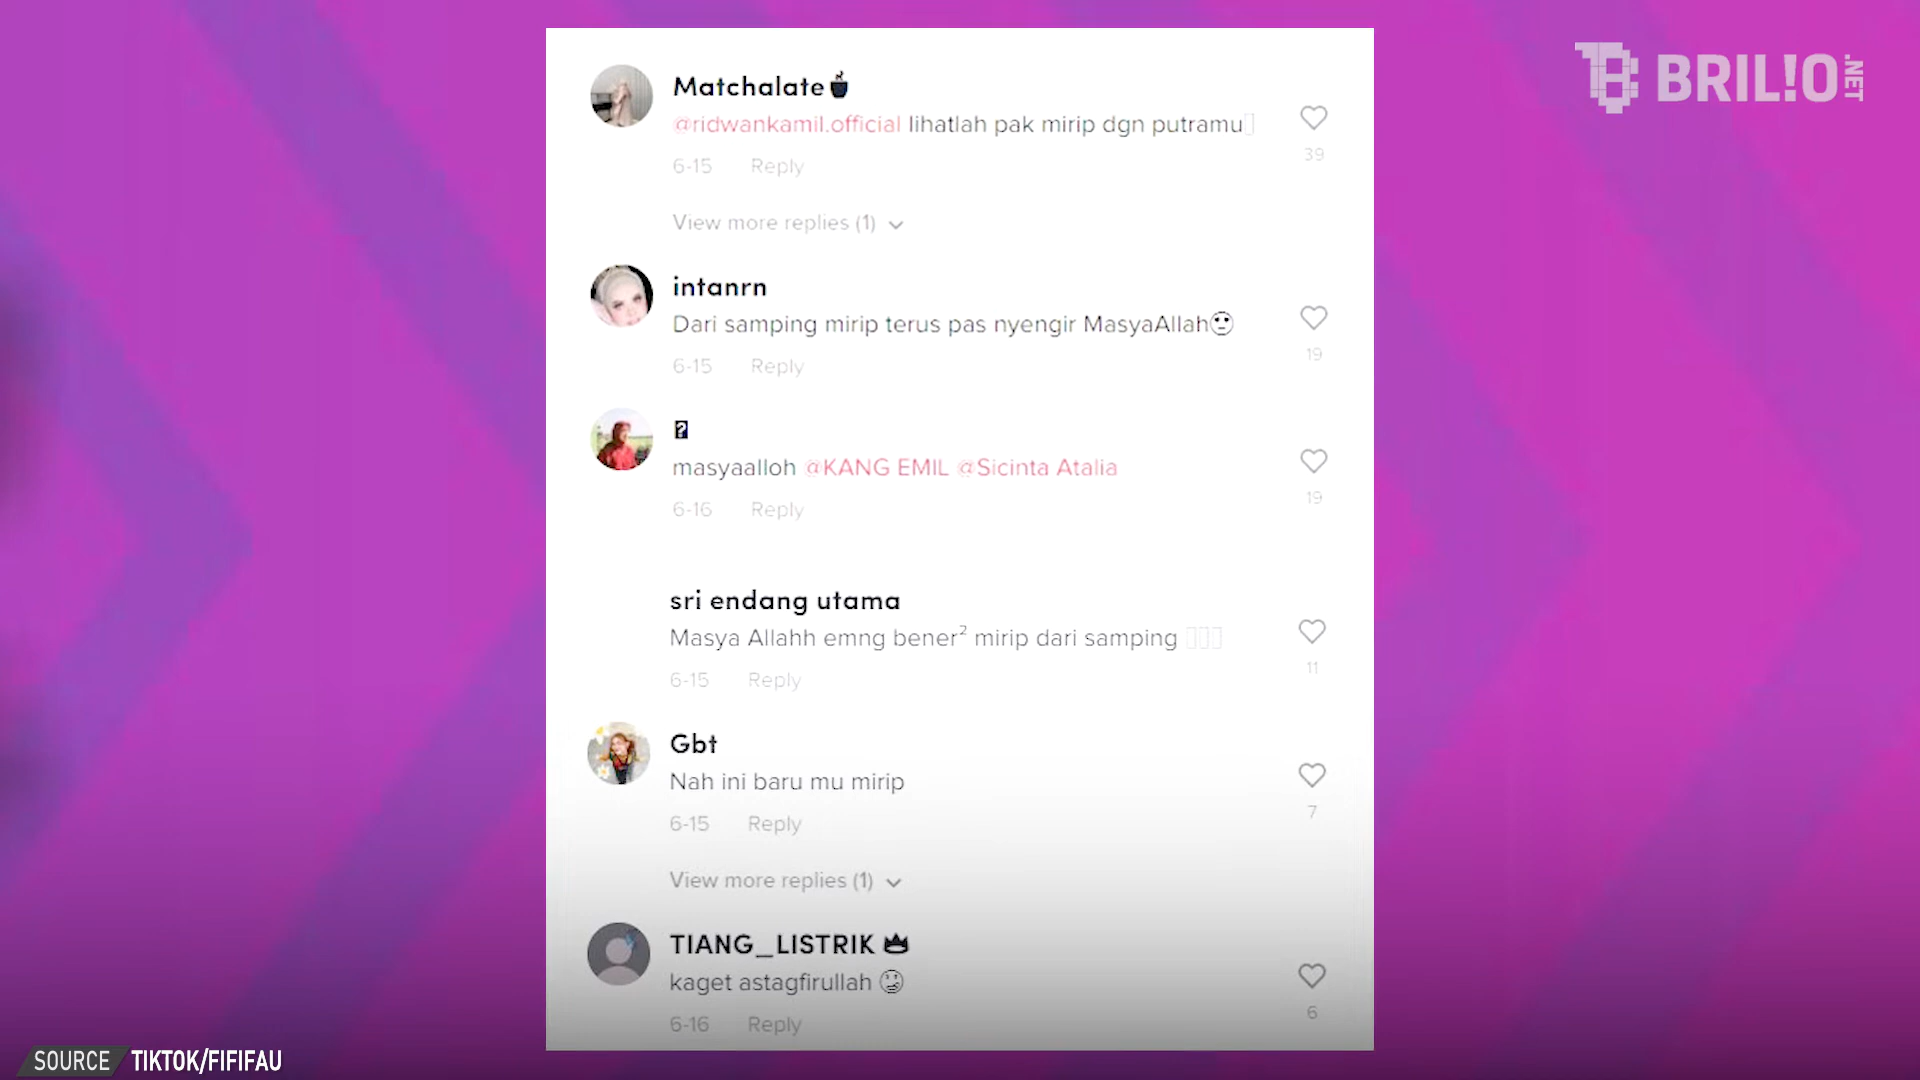 BRIL!O.NET
Matchalate
@ridwankamil.official lihatlah pak mirip dgn putramu
39
6-15 Reply
View more replies (1)
intanrn
Dari samping mirip terus pas nyengir MasyaAllah
19
6-15 Reply
masyaalloh @KANG EMIL @Sicinta Atalia
19
6-16 Reply
sri endang utama
Masya Allahh emng bener² mirip dari samping
11
6-15 Reply
Gbt
Nah ini baru mu mirip
7
6-15 Reply
View more replies (1)
TIANG_LISTRIK
kaget astagfirullah
6
6-16 Reply
SOURCE TIKTOK/FIFIFAU